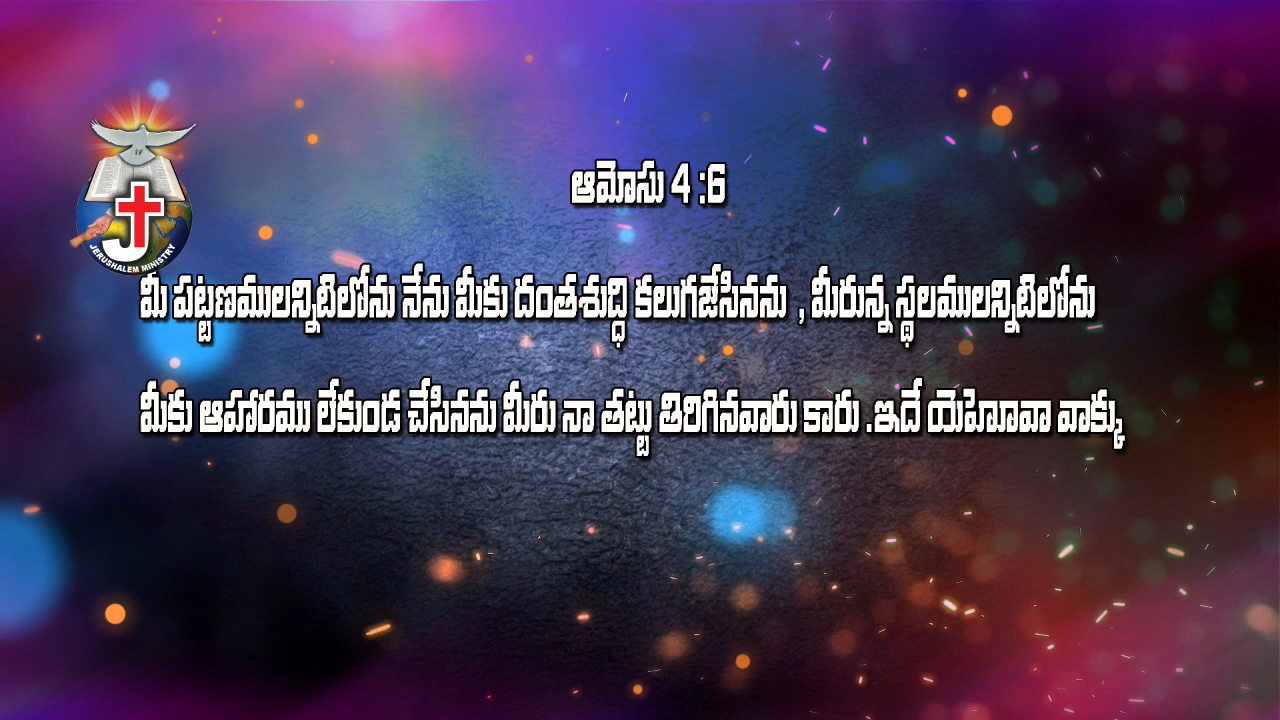 JERUSHALEM MINISTRY
ఆమోసు 4 :6
మీ పట్టణములన్నిటిలోను నేను మీకు దంతశుద్ధి కలుగజేసినను , మీరున్న స్థలములన్నిటిలోను
మీకు ఆహారము లేకుండ చేసినను మీరు నా తట్టు తిరిగినవారు కారు .ఇదే యెహోవా వాక్కు